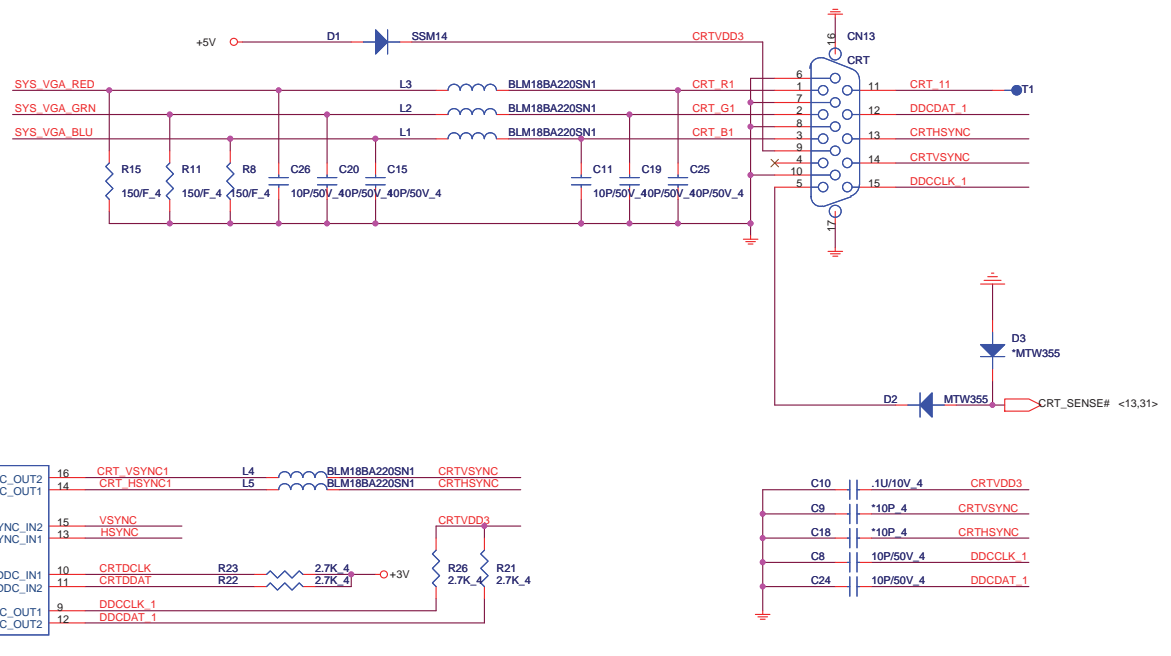 16
CN13
+5V
D1
SSM14
CRTVDD3
CRT
6
SYS_VGA_RED
L3
BLM18BA220SN1
CRT_R1
1
11
CRT_11
T1
7
SYS_VGA_GRN
L2
BLM18BA220SN1
CRT_G1
2
12
DDCDAT_1
8
SYS_VGA_BLU
L1
BLM18BA220SN1
CRT_B1
3
13
CRTHSYNC
9
4
14
CRTVSYNC
R15
R11
R8
C26
C20
C15
C11
C19
C25
10
5
15
DDCCLK_1
150/F_4
150/F_4
150/F_4
10P/50V_4
10P/50V_4
10P/50V_4
10P/50V_4
10P/50V_4
10P/50V_4
17
D3
*MTW355
D2
MTW355
CRT_SENSE# <13,31>
C_OUT2
16
CRT_VSYNC1
L4
BLM18BA220SN1
CRTVSYNC
C_OUT1
14
CRT_HSYNC1
L5
BLM18BA220SN1
CRTHSYNC
C10
.1U/10V_4
CRTVDD3
C9
*10P_4
CRTVSYNC
YNC_IN2
15
VSYNC
CRTVDD3
YNC_IN1
13
HSYNC
C18
*10P_4
CRTHSYNC
C8
10P/50V_4
DDCCLK_1
DDC_IN1
10
CRTDCLK
R23
2.7K_4
+3V
R26
R21
DDC_IN2
11
CRTDDAT
R22
2.7K_4
2.7K_4
2.7K_4
C24
10P/50V_4
DDCDAT_1
C_OUT1
9
DDCCLK_1
C_OUT2
12
DDCDAT_1